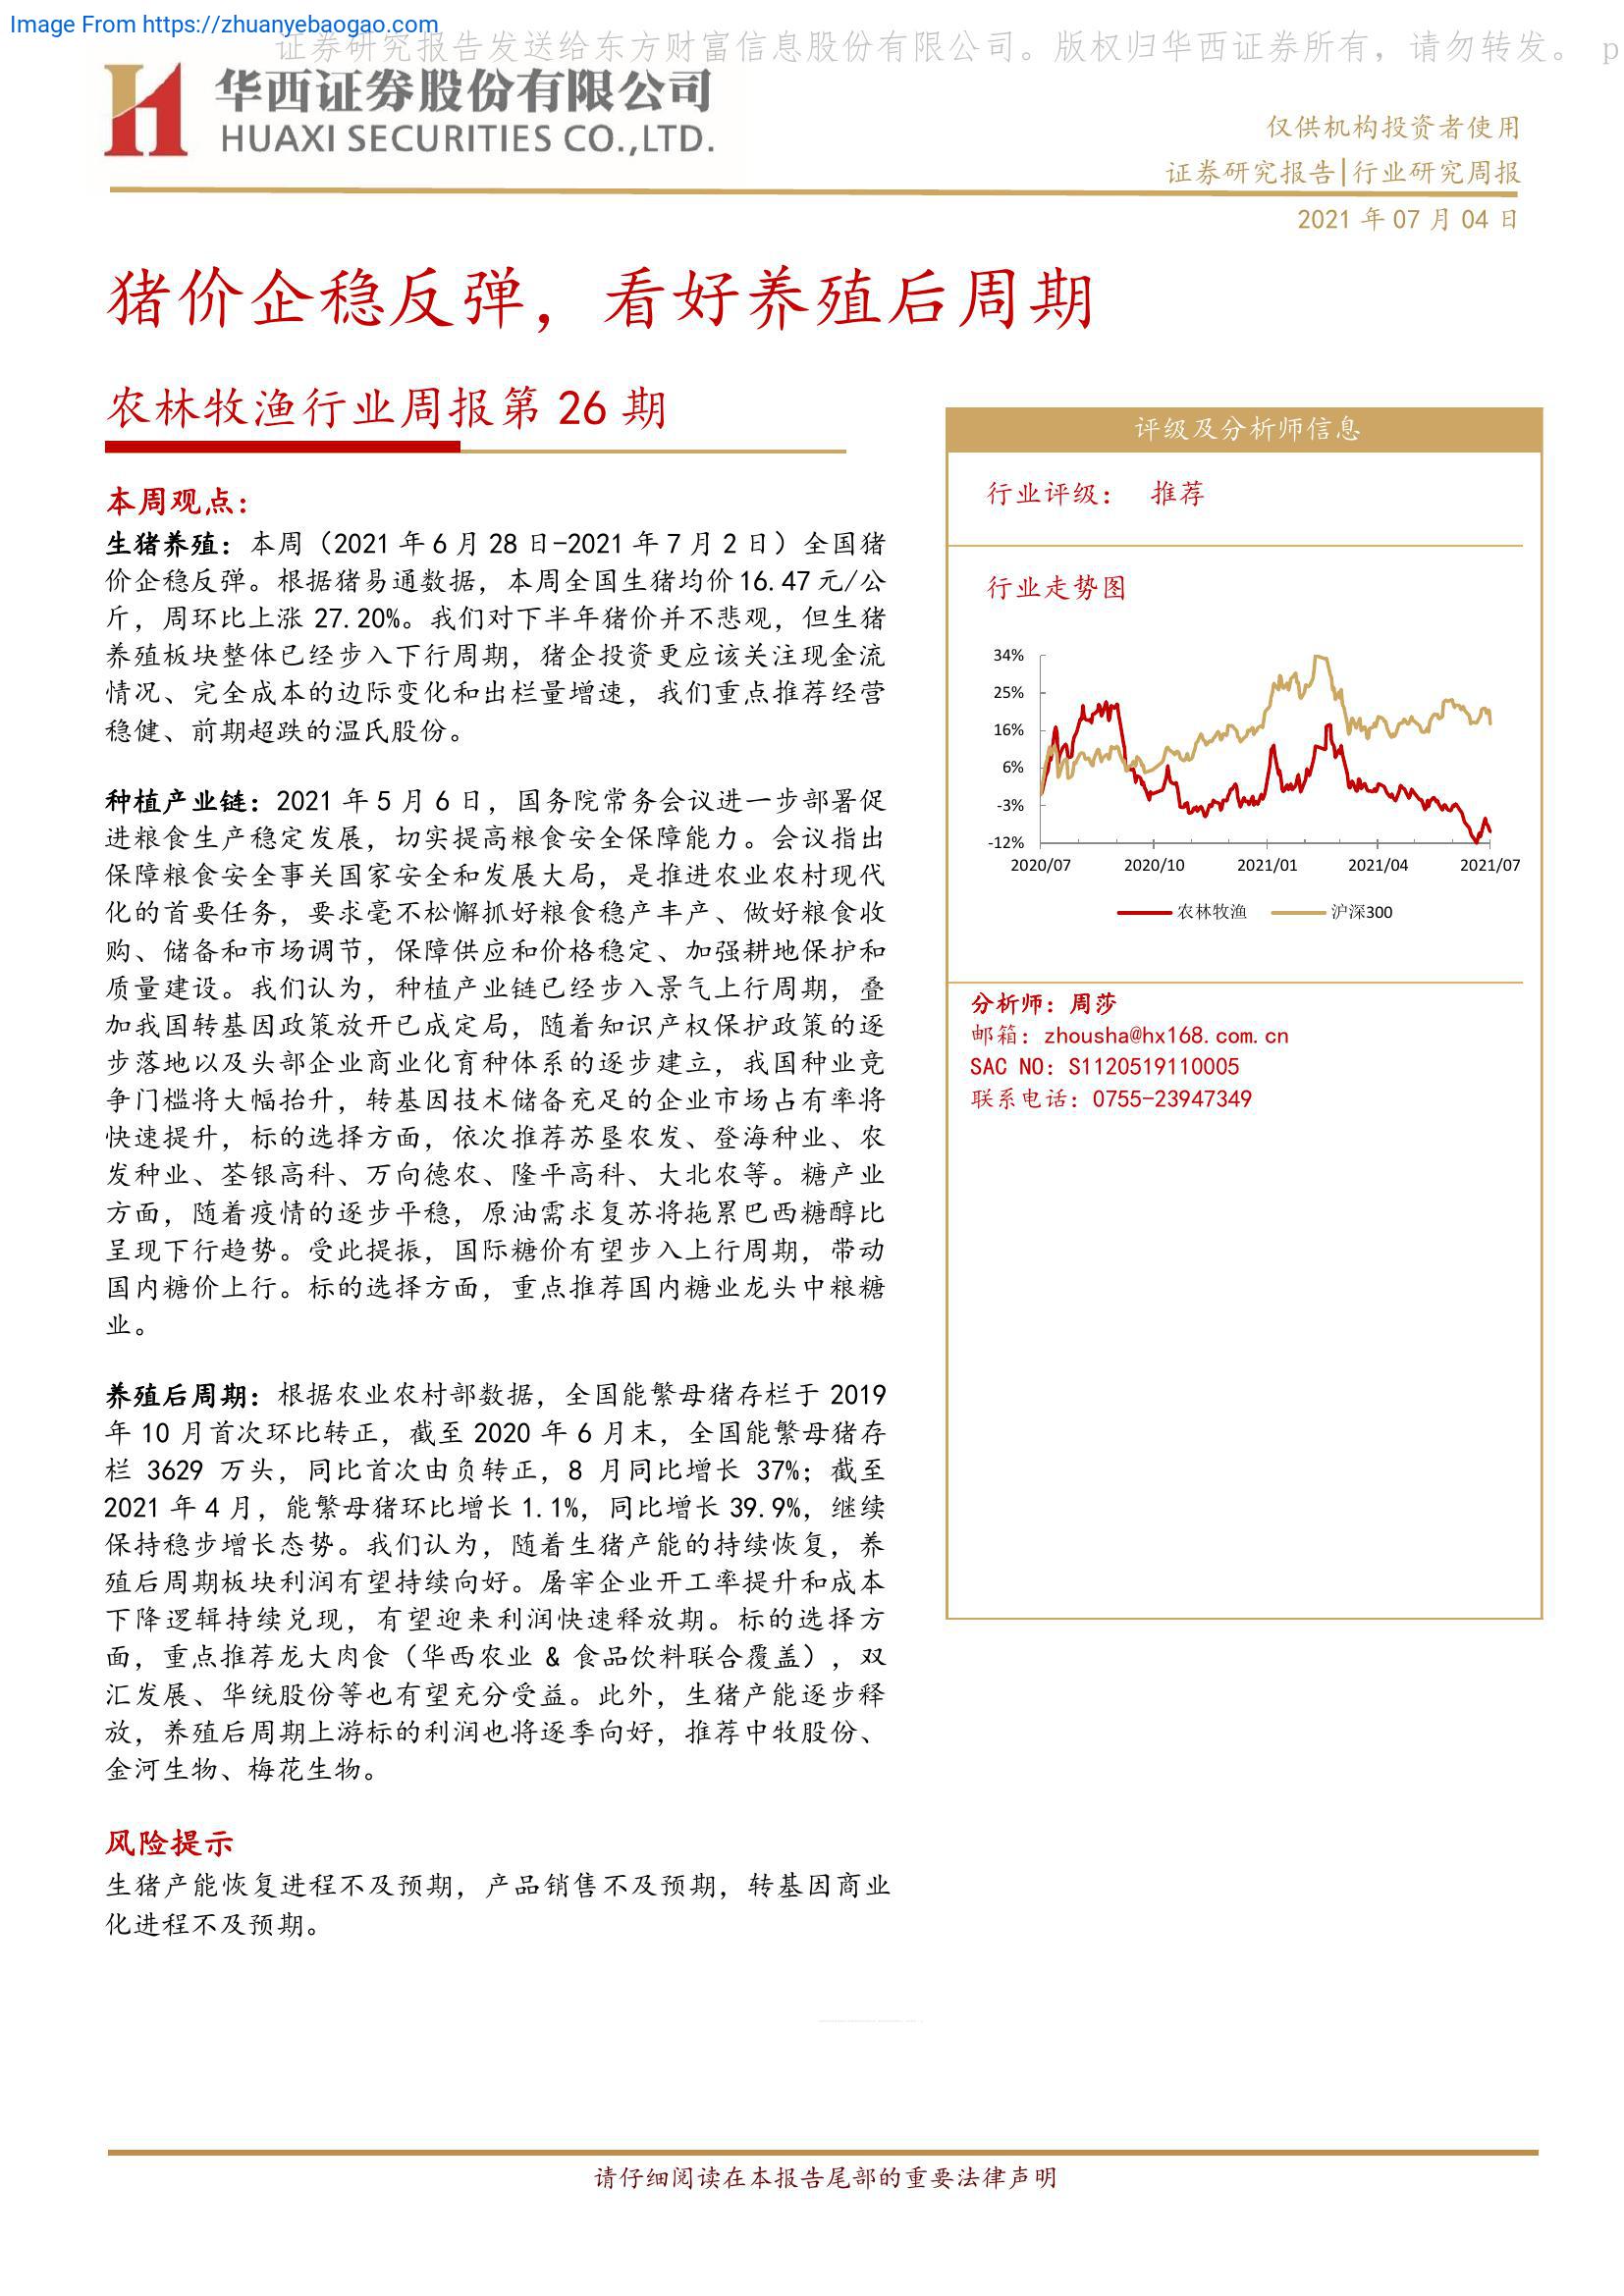 Image From https://zhuanyebaogao.com
证券研究报告发送给东方财富信息股份有限公司。版权归华西证券所有，请勿转发。 p
华西证券股份有限公司
HUAXI SECURITIES CO.,LTD.
仅供机构投资者使用
证券研究报告|行业研究周报
2021 年 07 月 04 日
猪价企稳反弹，看好养殖后周期
农林牧渔行业周报第 26 期
本周观点：
生猪养殖：本周（2021 年 6 月 28 日-2021 年 7 月 2 日）全国猪
价企稳反弹。根据猪易通数据，本周全国生猪均价 16.47 元/公
斤，周环比上涨 27.20%。我们对下半年猪价并不悲观，但生猪
养殖板块整体已经步入下行周期，猪企投资更应该关注现金流
情况、完全成本的边际变化和出栏量增速，我们重点推荐经营
稳健、前期超跌的温氏股份。
种植产业链：2021 年 5 月 6 日，国务院常务会议进一步部署促
进粮食生产稳定发展，切实提高粮食安全保障能力。会议指出
保障粮食安全事关国家安全和发展大局，是推进农业农村现代
化的首要任务，要求毫不松懈抓好粮食稳产丰产、做好粮食收
购、储备和市场调节，保障供应和价格稳定、加强耕地保护和
质量建设。我们认为，种植产业链已经步入景气上行周期，叠
加我国转基因政策放开已成定局，随着知识产权保护政策的逐
步落地以及头部企业商业化育种体系的逐步建立，我国种业竞
争门槛将大幅抬升，转基因技术储备充足的企业市场占有率将
快速提升，标的选择方面，依次推荐苏垦农发、登海种业、农
发种业、荃银高科、万向德农、隆平高科、大北农等。糖产业
方面，随着疫情的逐步平稳，原油需求复苏将拖累巴西糖醇比
呈现下行趋势。受此提振，国际糖价有望步入上行周期，带动
国内糖价上行。标的选择方面，重点推荐国内糖业龙头中粮糖
业。
养殖后周期：根据农业农村部数据，全国能繁母猪存栏于 2019
年 10 月首次环比转正，截至 2020 年 6 月末，全国能繁母猪存
栏 3629 万头，同比首次由负转正，8 月同比增长 37%；截至
2021 年 4 月，能繁母猪环比增长 1.1%，同比增长 39.9%，继续
保持稳步增长态势。我们认为，随着生猪产能的持续恢复，养
殖后周期板块利润有望持续向好。屠宰企业开工率提升和成本
下降逻辑持续兑现，有望迎来利润快速释放期。标的选择方
面，重点推荐龙大肉食（华西农业 & 食品饮料联合覆盖），双
汇发展、华统股份等也有望充分受益。此外，生猪产能逐步释
放，养殖后周期上游标的利润也将逐季向好，推荐中牧股份、
金河生物、梅花生物。
风险提示
生猪产能恢复进程不及预期，产品销售不及预期，转基因商业
化进程不及预期。
评级及分析师信息
行业评级： 推荐
行业走势图
34%
25%
16%
6%
-3%
-12%
2020/07 2020/10 2021/01 2021/04 2021/07
农林牧渔 沪深300
分析师：周莎
邮箱：zhousha@hx168.com.cn
SAC NO：S1120519110005
联系电话：0755-23947349
请仔细阅读在本报告尾部的重要法律声明